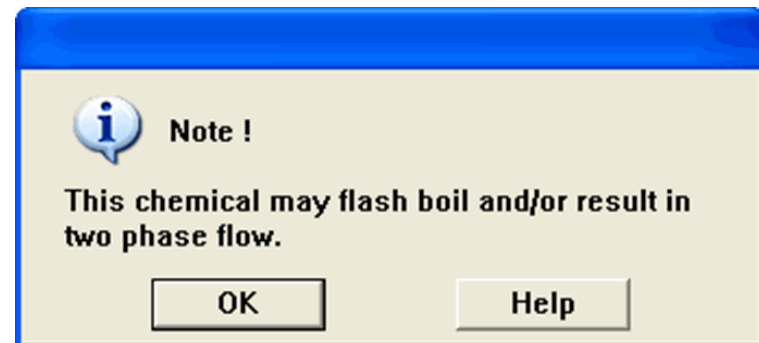 Note !
This chemical may flash boil and/or result in
two phase flow.
OK Help